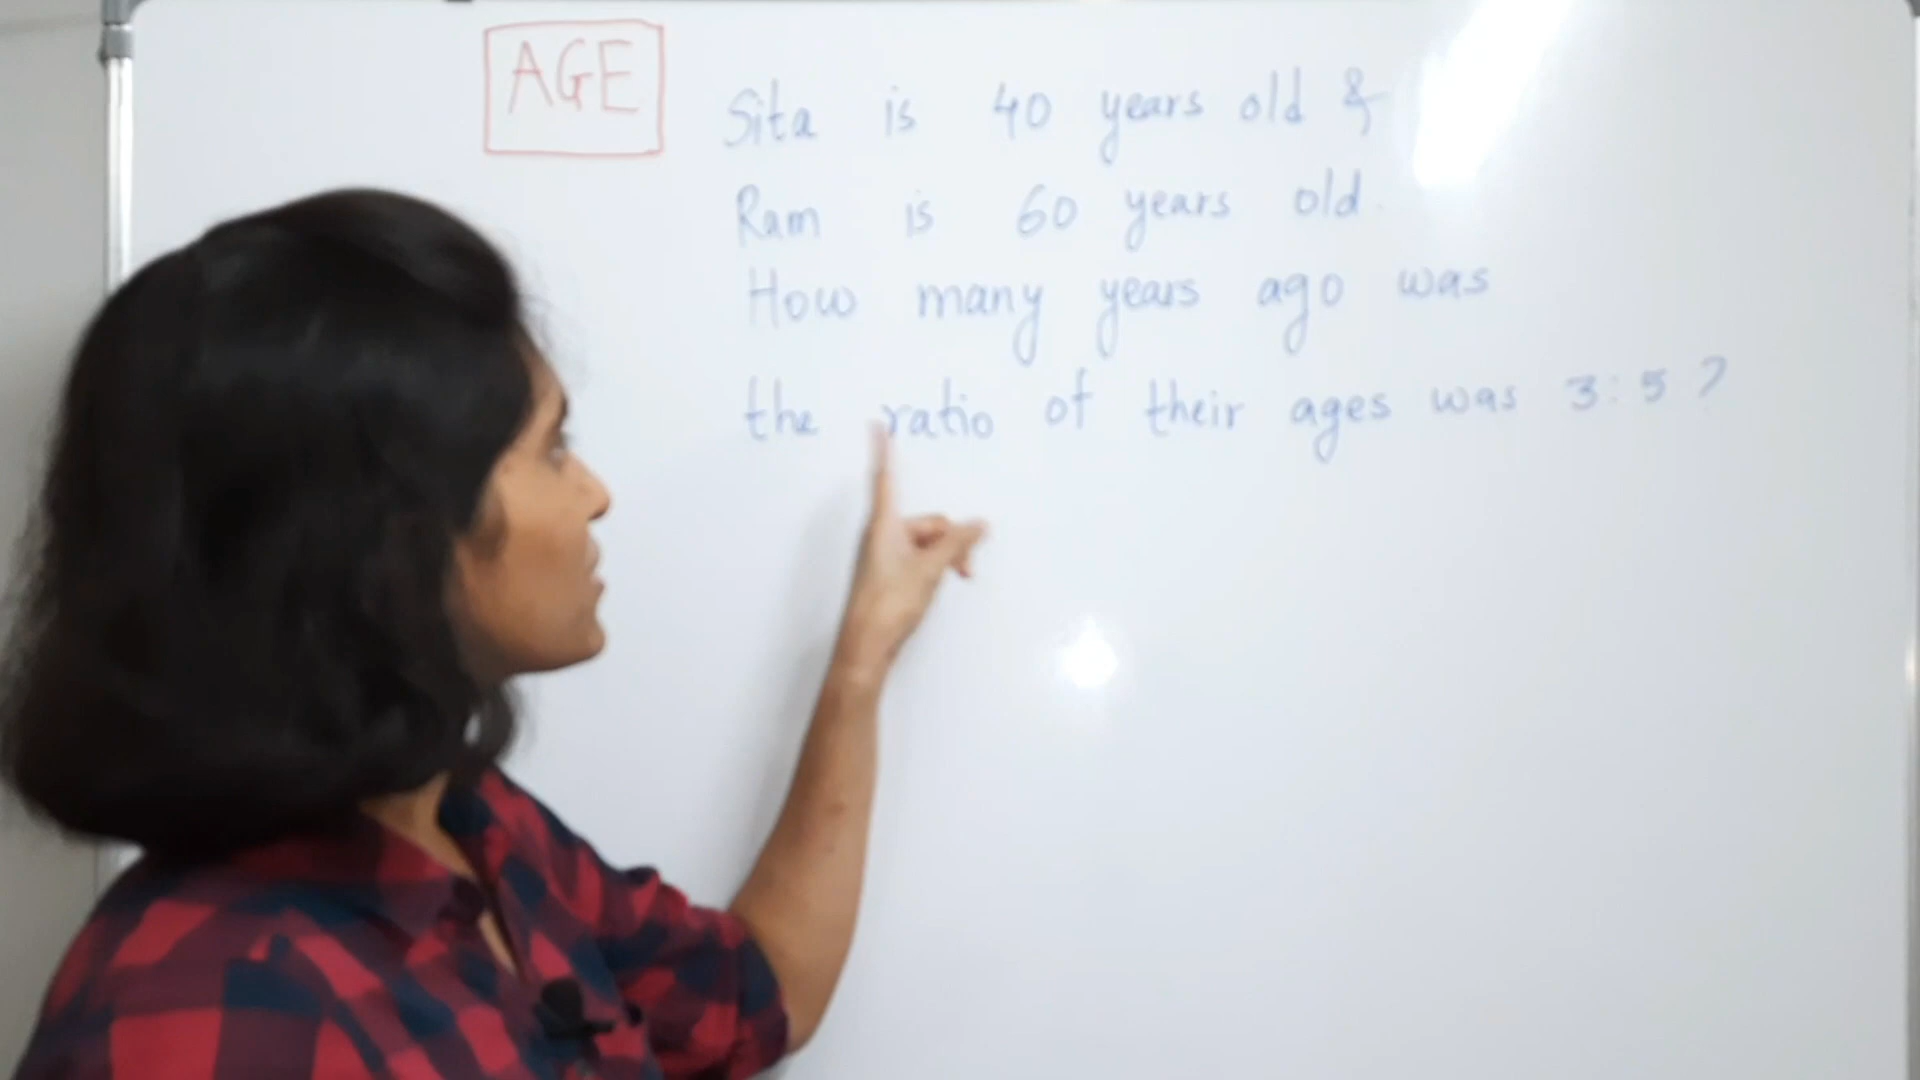 AGE
Sita is 40 years old &
Ram is 60 years old.
How many years ago was
the ratio of their ages was 3:5?